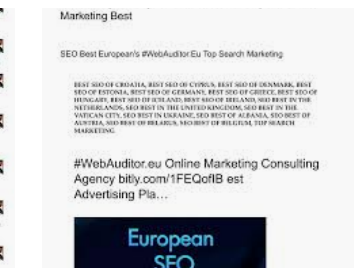 Marketing Best
SEO Best European's #WebAuditor.Eu Top Search Marketing
BEST SEO OF CROATIA, BEST SEO OF CYPRUS, BEST SEO OF DENMARK, BEST
SEO OF ESTONIA, BEST SEO OF GERMANY, BEST SEO OF GREECE, BEST SEO OF
HUNGARY, BEST SEO OF ICELAND, BEST SEO OF IRELAND, SEO BEST IN THE
NETHERLANDS, SEO BEST IN THE UNITED KINGDOM, SEO BEST IN THE
VATICAN CITY, SEO BEST IN UKRAINE, SEO BEST OF ALBANIA, SEO BEST OF
AUSTRIA, SEO BEST OF BELARUS, SEO BEST OF BELGIUM, TOP SEARCH
MARKETING
#WebAuditor.eu Online Marketing Consulting
Agency bitly.com/1FEQofIB est
Advertising Pla…
European
SEO